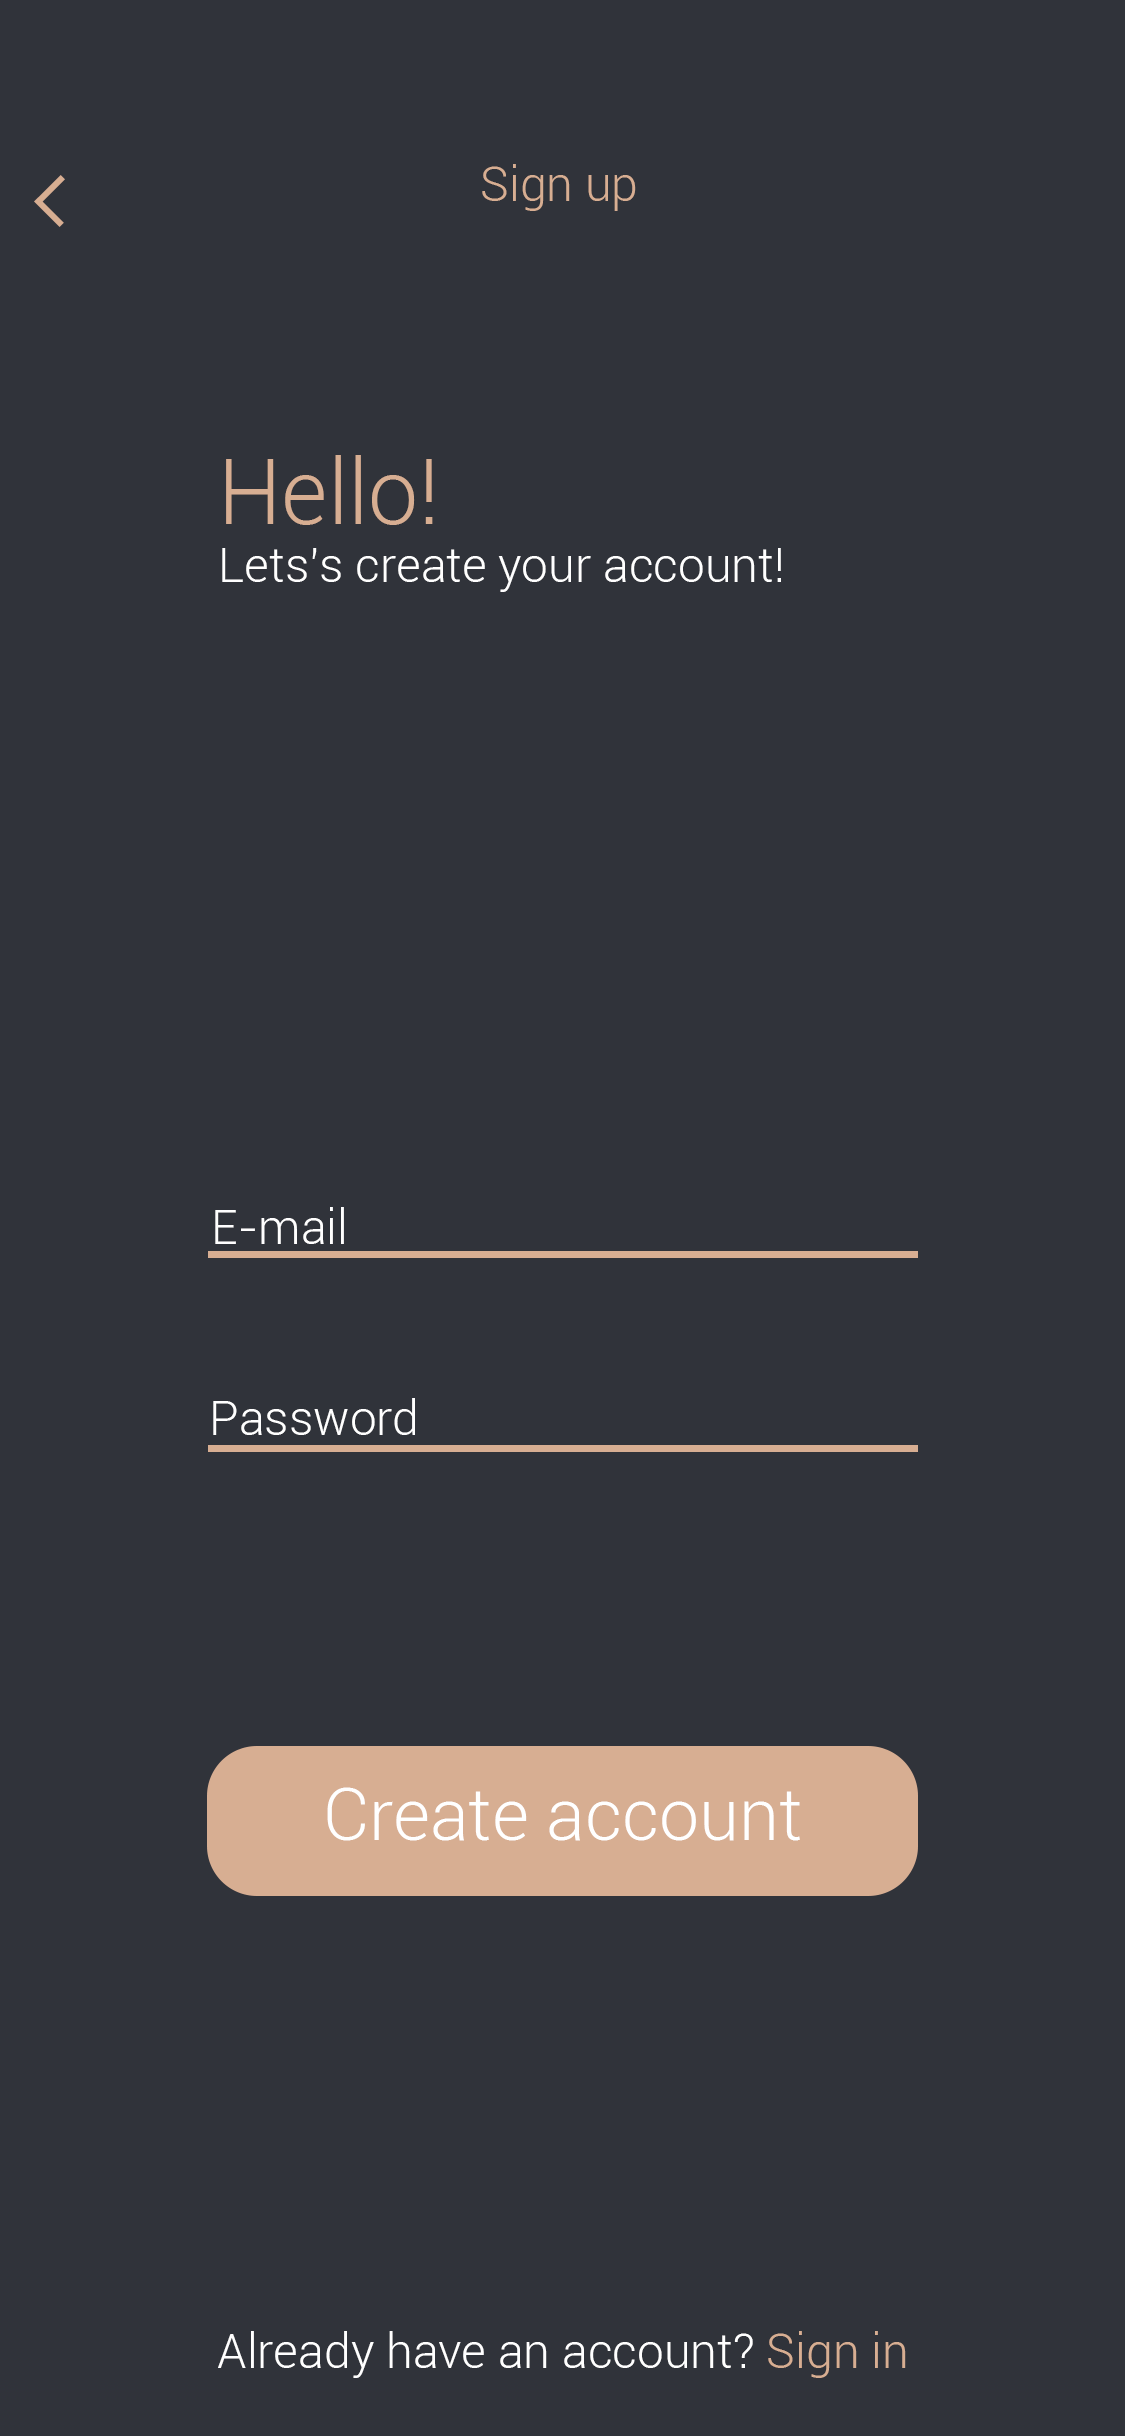 Sign up
Hello!
Lets's create your account!
E-mail
Password
Create account
Already have an account? Sign in